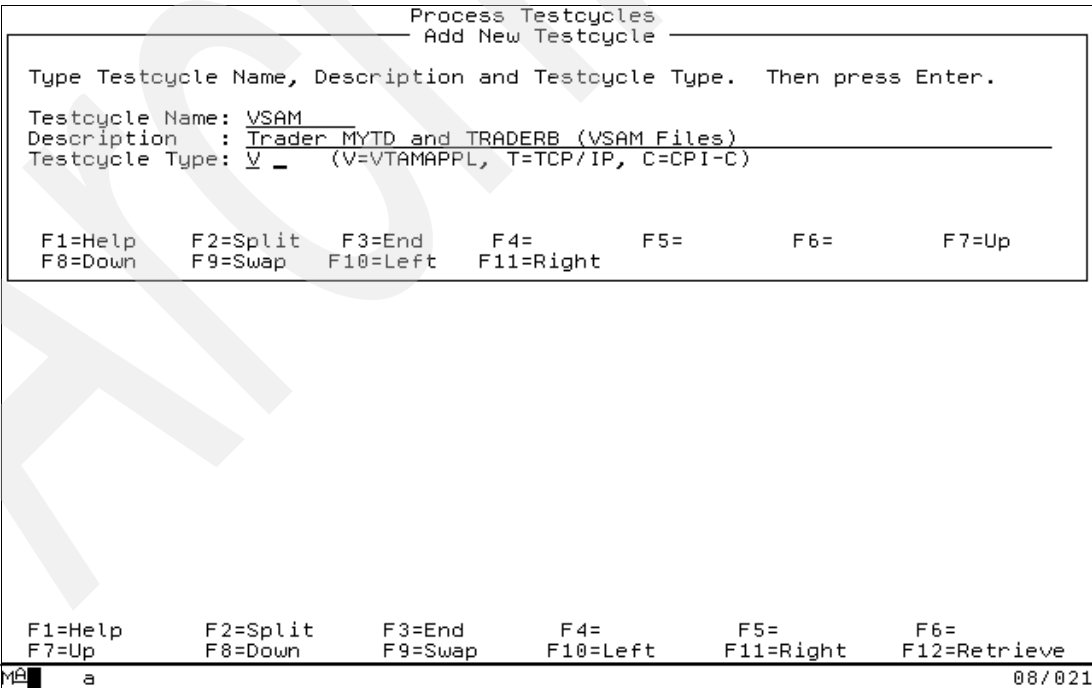 Process Testcycles
Add New Testcycle
Type Testcycle Name, Description and Testcycle Type. Then press Enter.
Testcycle Name: VSAM
Description : Trader MYTD and TRADERB (VSAM Files)
Testcycle Type: V _ (V=VTAMAPPL, T=TCP/IP, C=CPI-C)
F1=Help F2=Split F3=End F4= F5= F6= F7=Up
F8=Down F9=Swap F10=Left F11=Right
F1=Help F2=Split F3=End F4= F5= F6=
F7=Up F8=Down F9=Swap F10=Left F11=Right F12=Retrieve
MA a 08/021